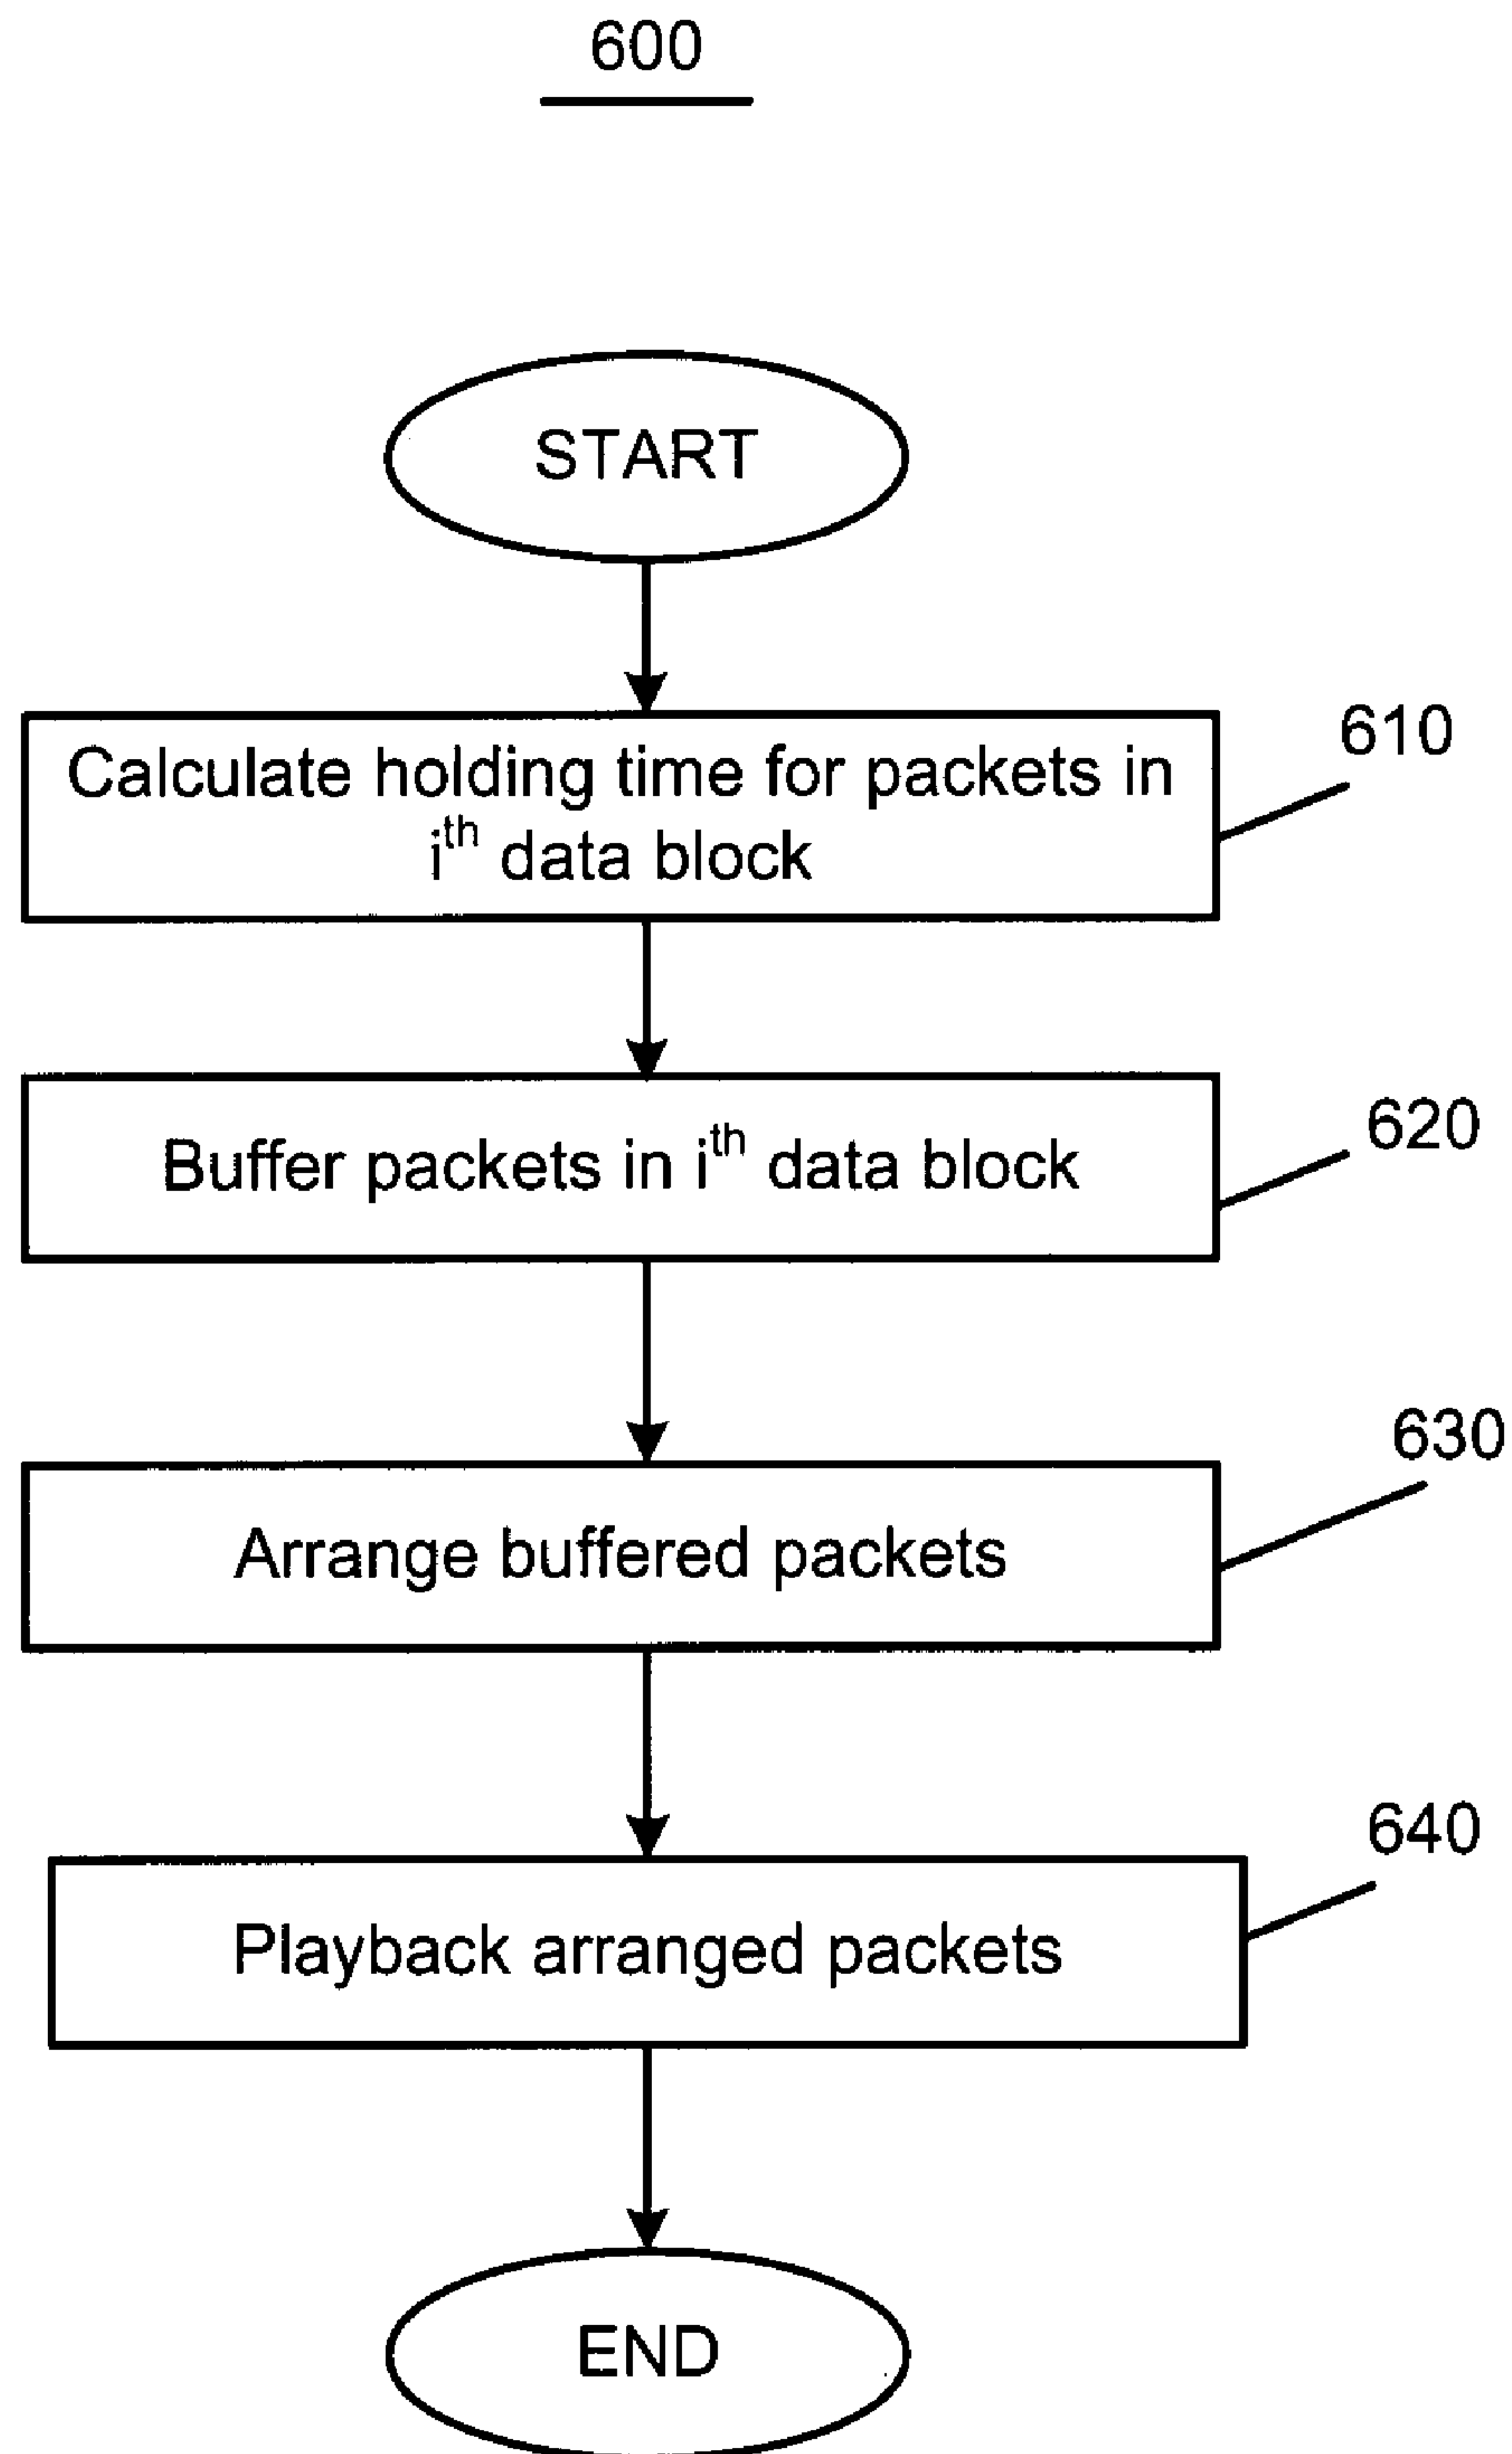 600
START
Calculate holding time for packets in
i^th data block
610
Buffer packets in i^th data block
620
Arrange buffered packets
630
Playback arranged packets
640
END